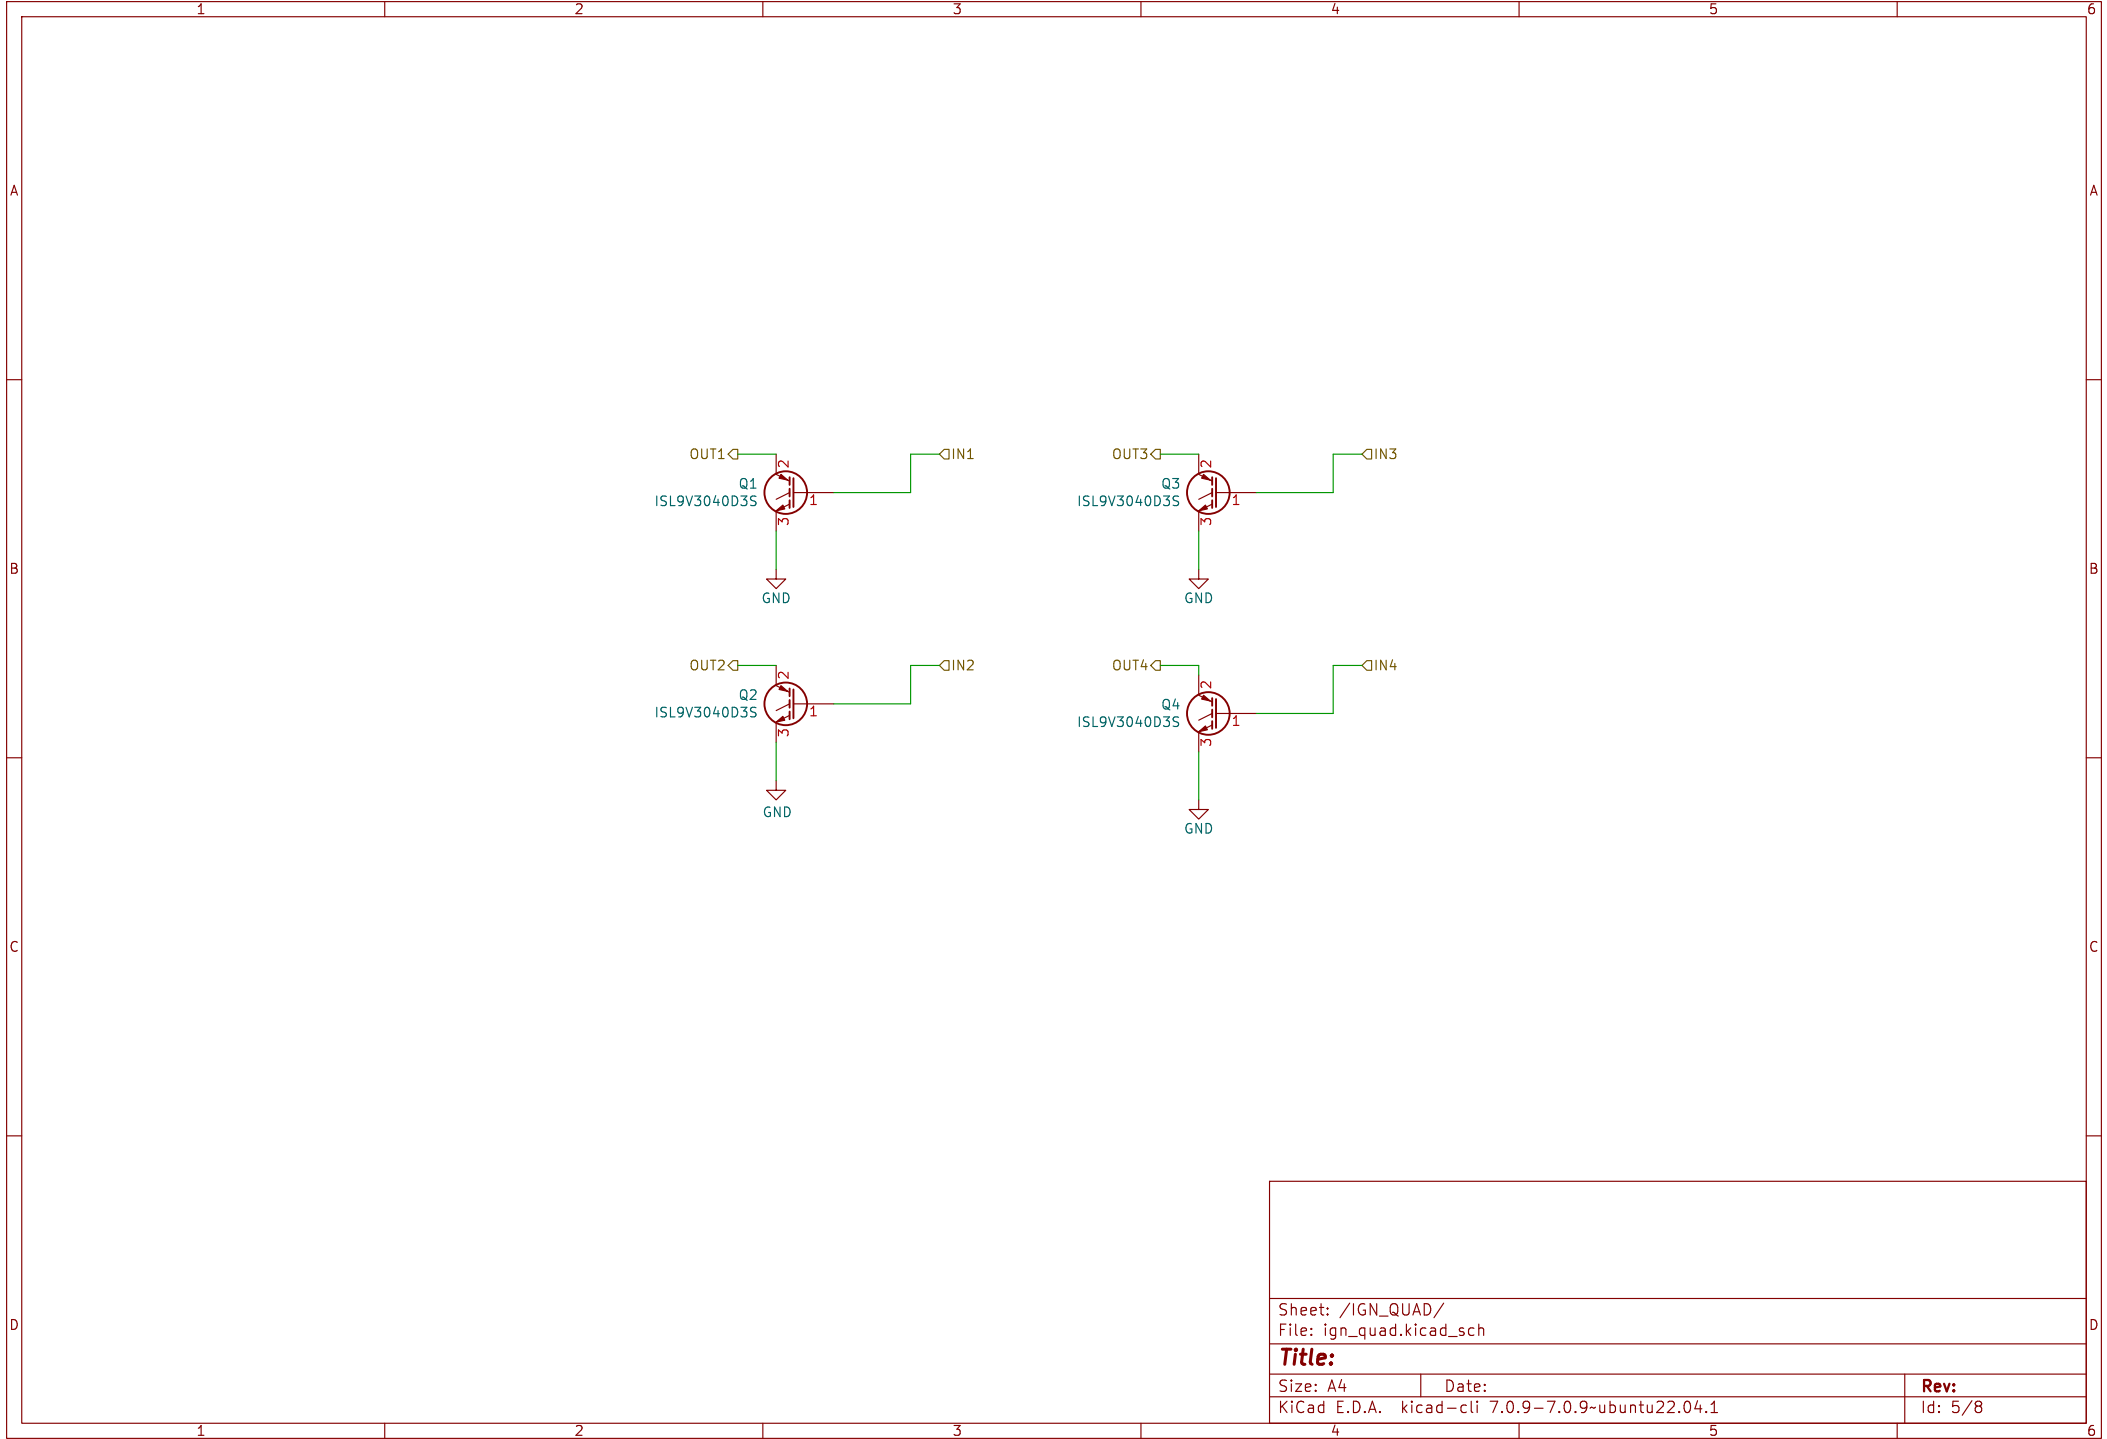 1 2 3 4 5 6
A A
OUT1 2 IN1 OUT3 2 IN3
Q1 Q3
ISL9V3040D3S 1 ISL9V3040D3S 1
3 3
B B
GND GND
OUT2 2 IN2 OUT4 2 IN4
Q2 Q4
ISL9V3040D3S 1 ISL9V3040D3S 1
3 3
GND GND
C C
Sheet: /IGN_QUAD/
File: ign_quad.kicad_sch
D D
Title:
Size: A4 Date: Rev:
KiCad E.D.A. kicad-cli 7.0.9-7.0.9~ubuntu22.04.1 Id: 5/8
1 2 3 4 5 6